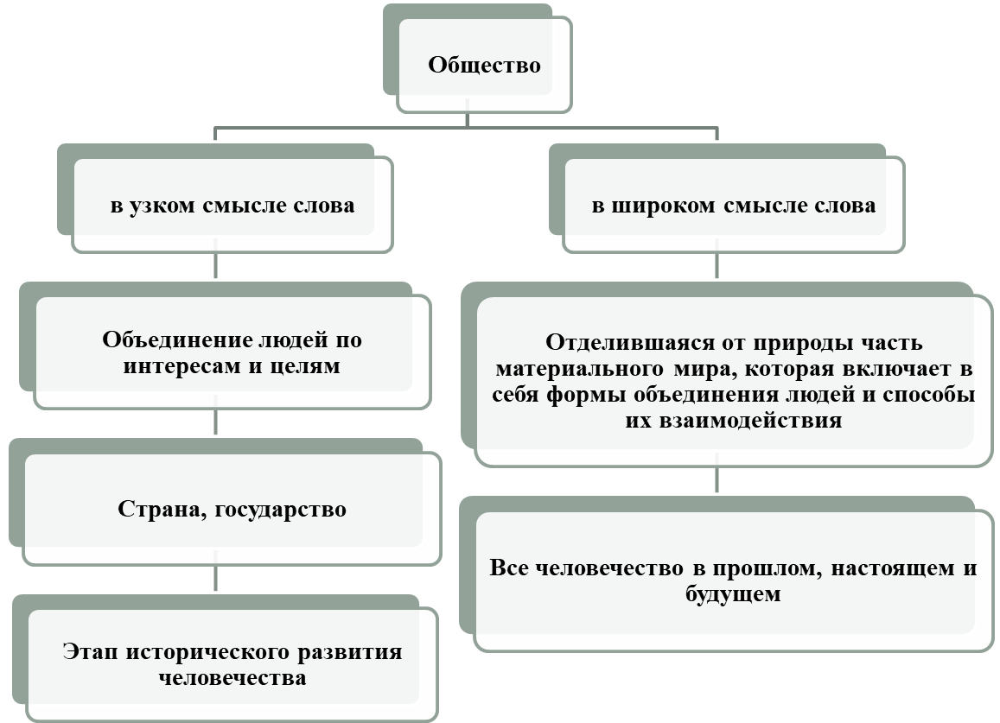 Общество
в узком смысле слова
в широком смысле слова
Объединение людей по
интересам и целям
Отделившаяся от природы часть
материального мира, которая включает в
себя формы объединения людей и способы
их взаимодействия
Страна, государство
Все человечество в прошлом, настоящем и
будущем
Этап исторического развития
человечества